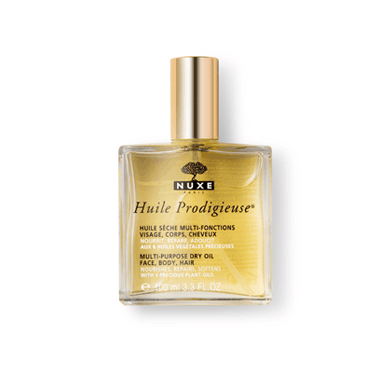 NUXE
PARIS
Huile Prodigieuse®
HUILE SÈCHE MULTI-FONCTIONS
VISAGE, CORPS, CHEVEUX
NOURRIT, RÉPARE, ADOUCIT
AUX 6 HUILES VÉGÉTALES PRÉCIEUSES
MULTI-PURPOSE DRY OIL
FACE, BODY, HAIR
NOURISHES, REPAIRS, SOFTENS
WITH 6 PRECIOUS PLANT OILS
100 ml 3.3 FL. OZ